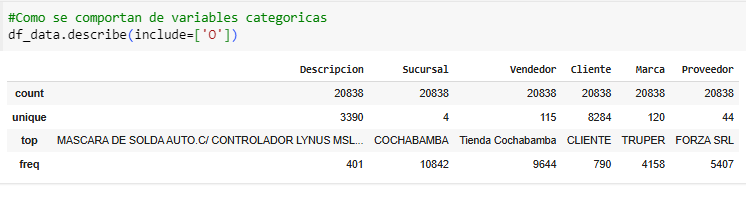 #Como se comportan de variables categoricas
df_data.describe(include=['O'])
Descripcion Sucursal Vendedor Cliente Marca Proveedor
count 20838 20838 20838 20838 20838 20838
unique 3390 4 115 8284 120 44
top MASCARA DE SOLDA AUTO.C/ CONTROLADOR LYNUS MSL... COCHABAMBA Tienda Cochabamba CLIENTE TRUPER FORZA SRL
freq 401 10842 9644 790 4158 5407